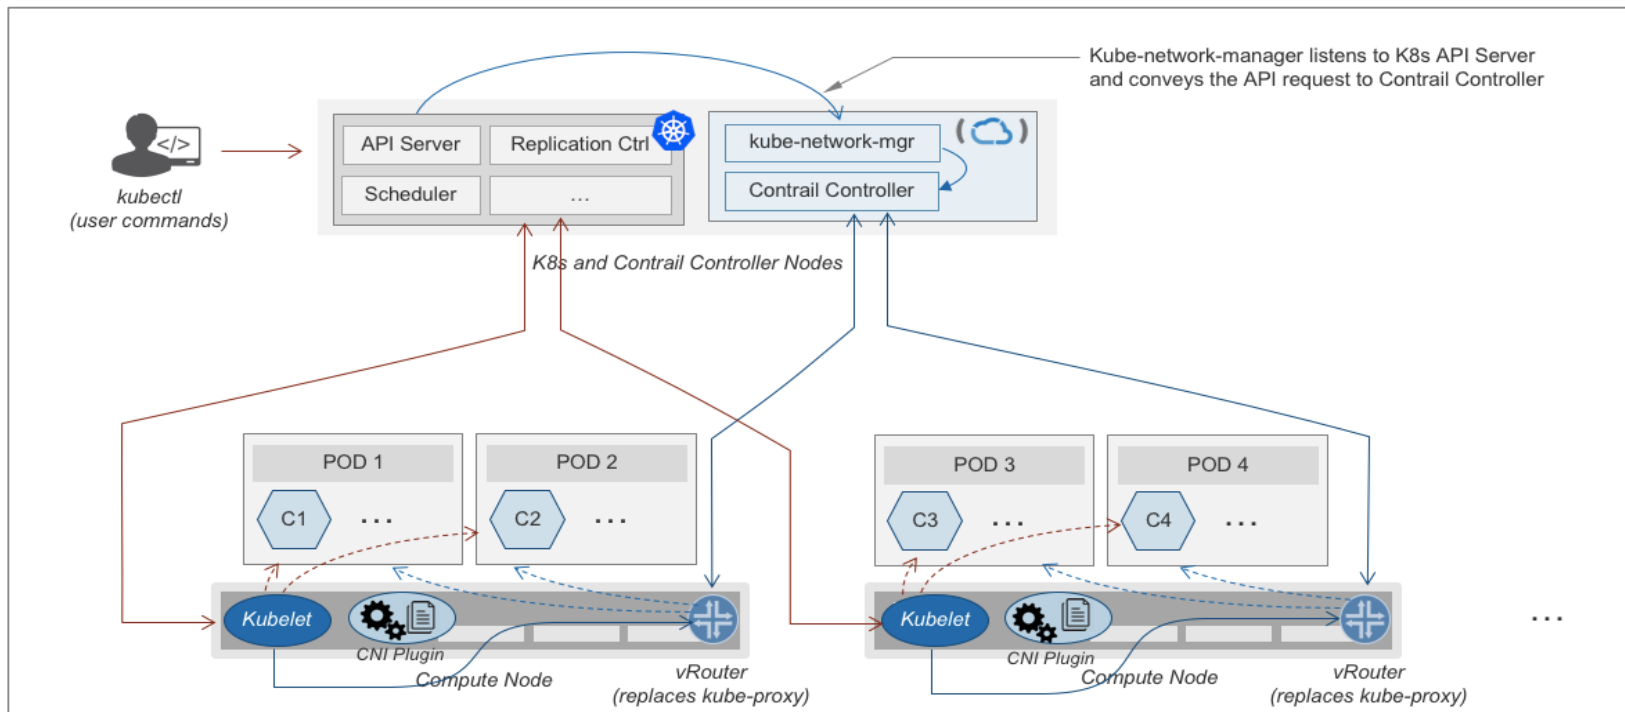 Kube-network-manager listens to K8s API Server
and conveys the API request to Contrail Controller
</>
API Server
Replication Ctrl
kube-network-mgr
Scheduler
...
Contrail Controller
kubectl
(user commands)
K8s and Contrail Controller Nodes
POD 1
POD 2
POD 3
POD 4
C1
...
C2
...
C3
...
C4
...
Kubelet
CNI Plugin
Compute Node
vRouter
(replaces kube-proxy)
Kubelet
CNI Plugin
Compute Node
vRouter
(replaces kube-proxy)
...